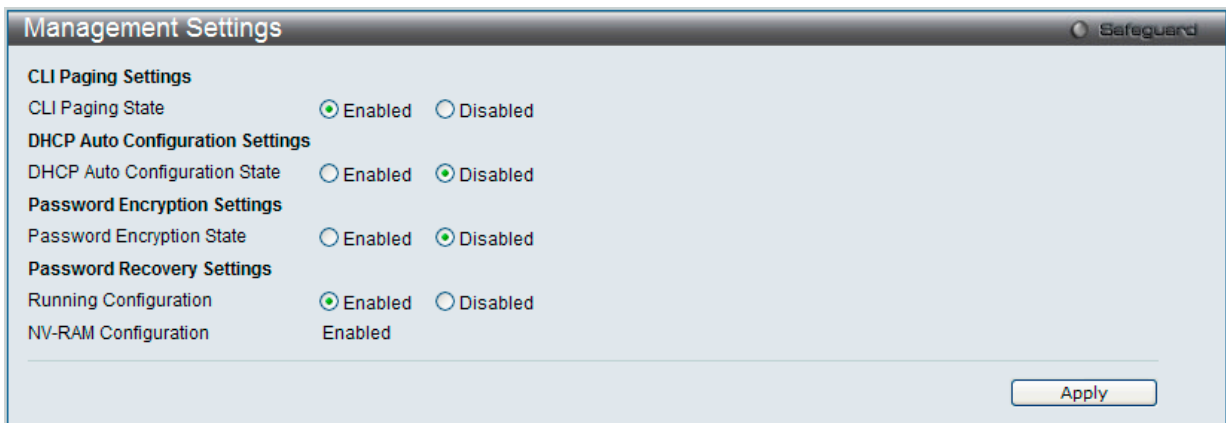 Management Settings
Safeguard
CLI Paging Settings
CLI Paging State Enabled Disabled
DHCP Auto Configuration Settings
DHCP Auto Configuration State Enabled Disabled
Password Encryption Settings
Password Encryption State Enabled Disabled
Password Recovery Settings
Running Configuration Enabled Disabled
NV-RAM Configuration Enabled
Apply